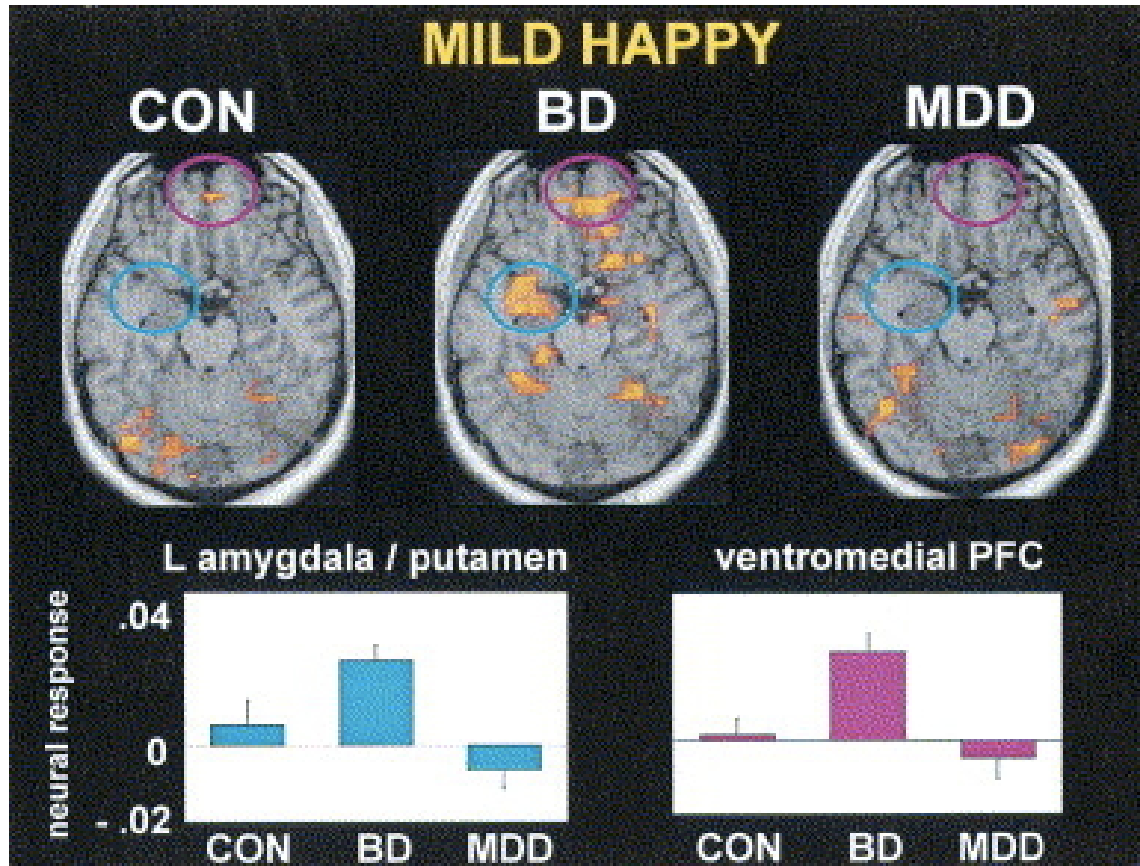 MILD HAPPY
CON BD MDD
L amygdala / putamen ventromedial PFC
neural response
.04
0
- .02
CON BD MDD CON BD MDD